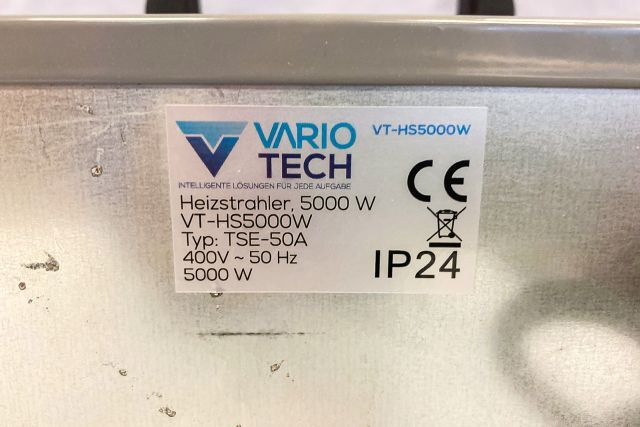 VARIO
TECH
VT-HS5000W
INTELLIGENTE LÖSUNGEN FÜR JEDE AUFGABE
Heizstrahler, 5000 W
VT-HS5000W
Typ: TSE-50A
400V ~ 50 Hz
5000 W
CE
IP24